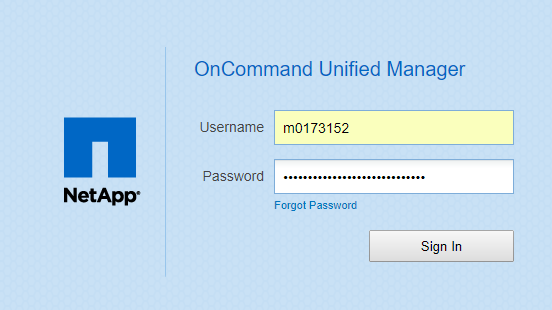 OnCommand Unified Manager
Username m0173152
Password •••••••••••••••••••••••••••••
Forgot Password
Sign In
NetApp®